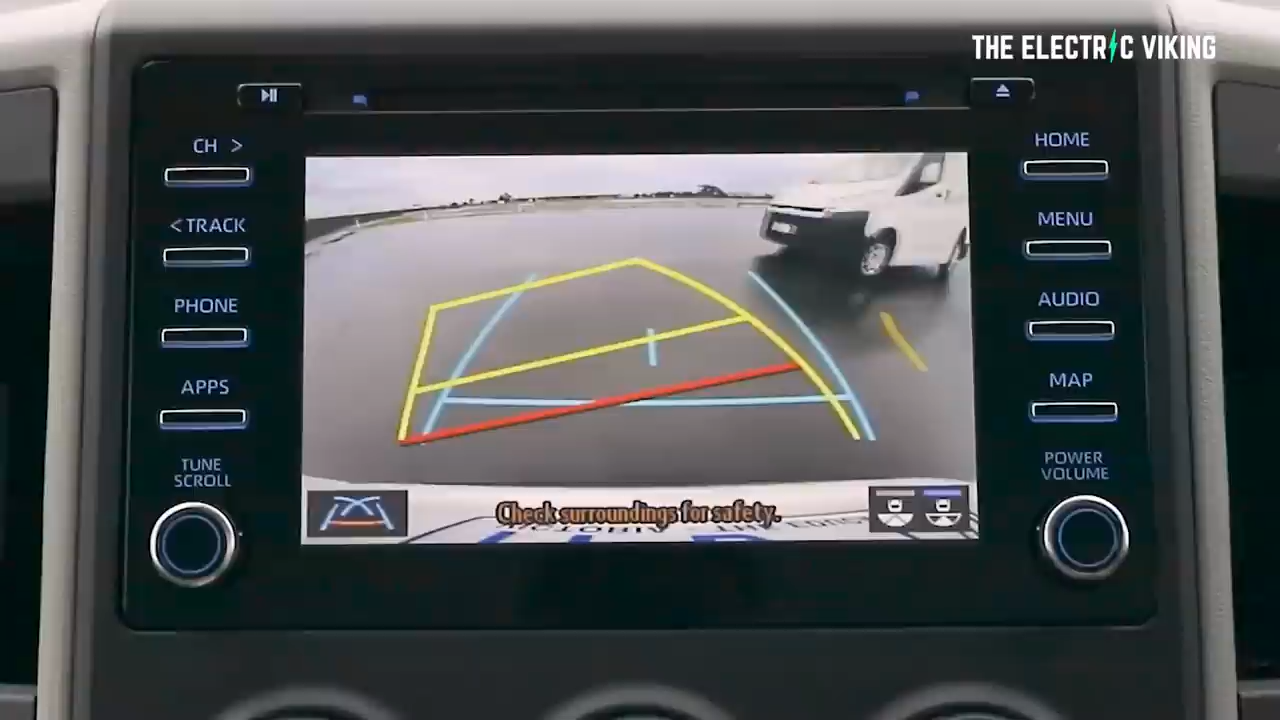 THE ELECTRIC VIKING
CH >
< TRACK
PHONE
APPS
TUNE
SCROLL
HOME
MENU
AUDIO
MAP
POWER
VOLUME
Check surroundings for safety.